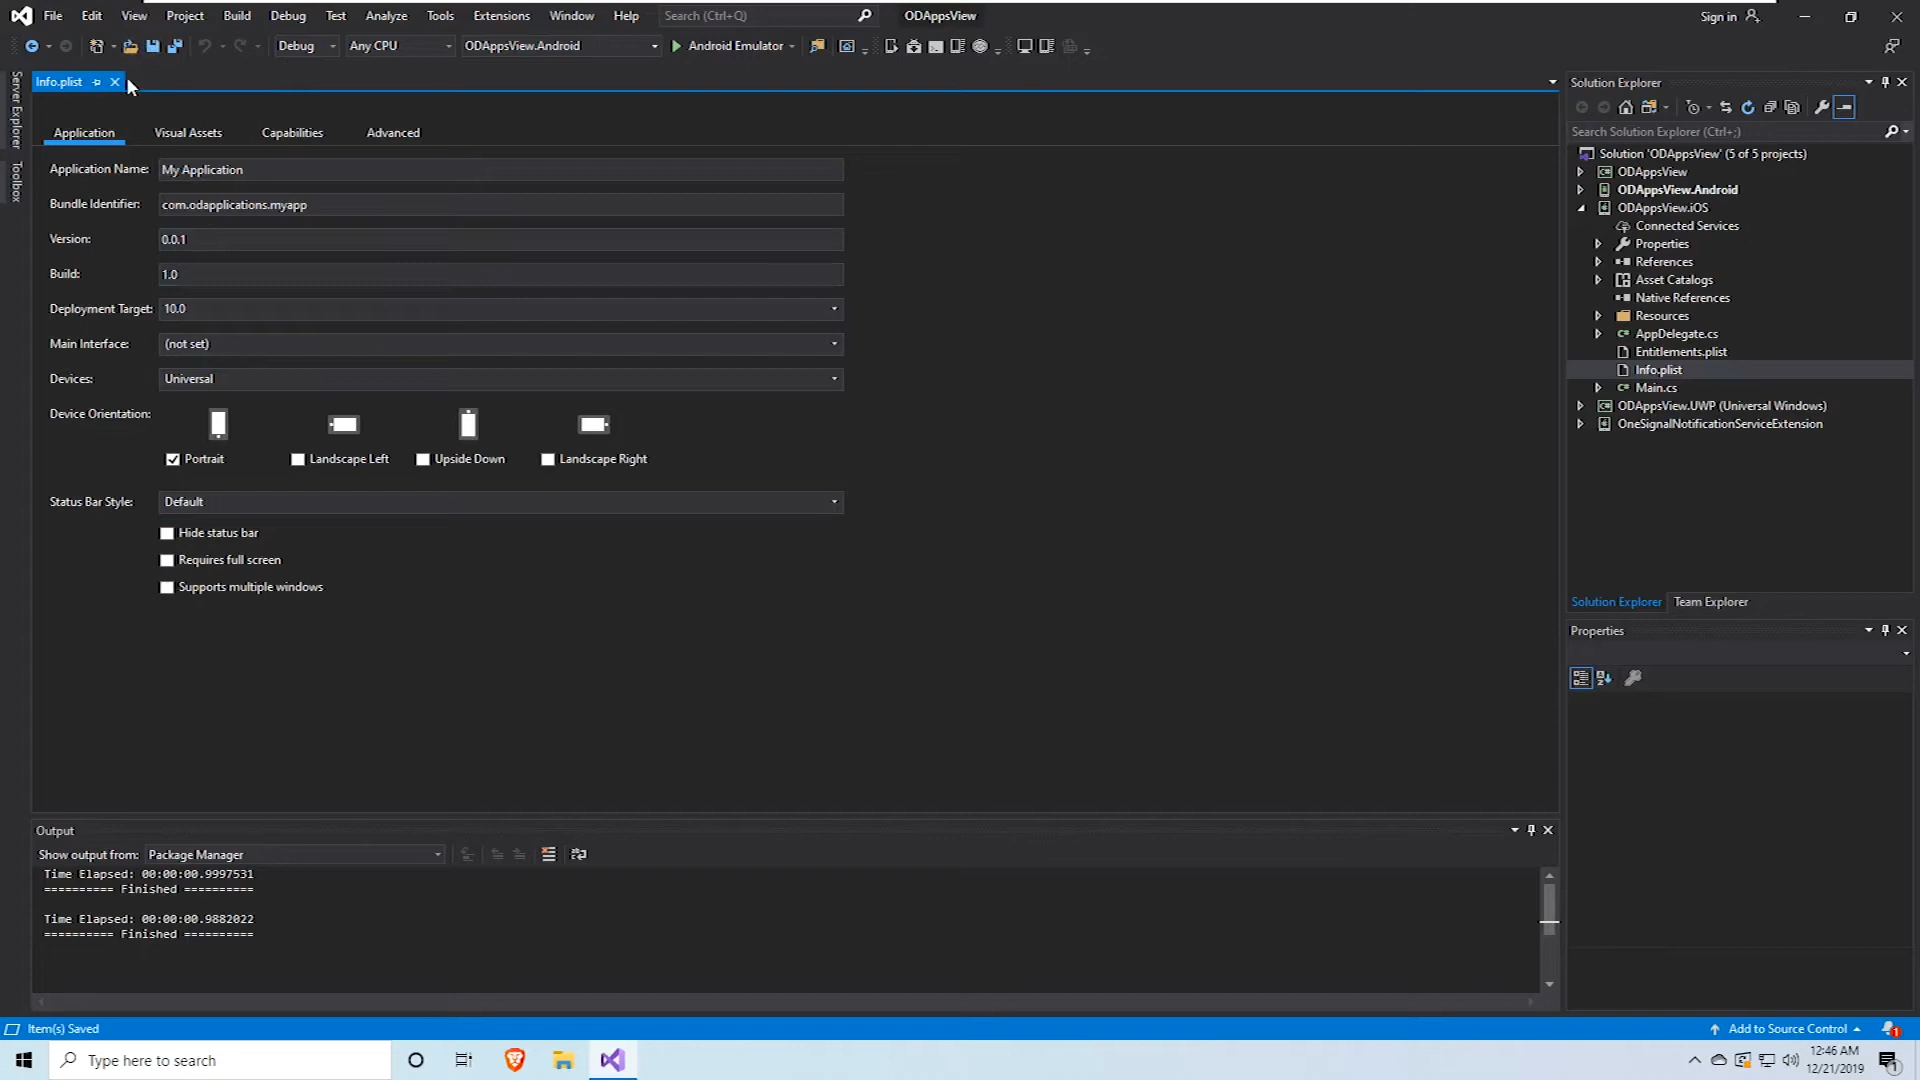 File Edit View Project Build Debug Test Analyze Tools Extensions Window Help Search (Ctrl+Q) ODAppsView Sign in
Debug Any CPU ODAppsView.Android Android Emulator
Server Explorer
Toolbox
Info.plist
Application Visual Assets Capabilities Advanced
Application Name: My Application
Bundle Identifier: com.odapplications.myapp
Version: 0.0.1
Build: 1.0
Deployment Target: 10.0
Main Interface: (not set)
Devices: Universal
Device Orientation:
Portrait Landscape Left Upside Down Landscape Right
Status Bar Style: Default
Hide status bar
Requires full screen
Supports multiple windows
Solution Explorer
Search Solution Explorer (Ctrl+;)
Solution 'ODAppsView' (5 of 5 projects)
ODAppsView
ODAppsView.Android
ODAppsView.iOS
Connected Services
Properties
References
Asset Catalogs
Native References
Resources
AppDelegate.cs
Entitlements.plist
Info.plist
Main.cs
ODAppsView.UWP (Universal Windows)
OneSignalNotificationServiceExtension
Solution Explorer Team Explorer
Properties
Output
Show output from: Package Manager
Time Elapsed: 00:00:00.9997531
========== Finished ==========
Time Elapsed: 00:00:00.9882022
========== Finished ==========
Item(s) Saved Add to Source Control 1
Type here to search
12:46 AM
12/21/2019
1